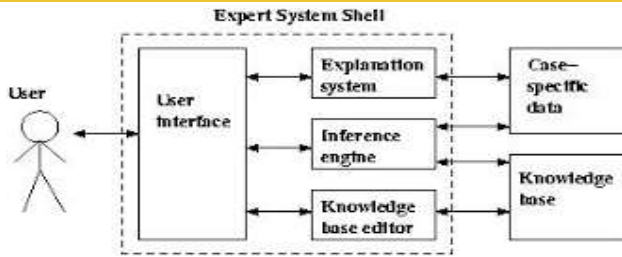 Expert System Shell
User
User
interface
Explanation
system
Inference
engine
Knowledge
base editor
Case-
specific
data
Knowledge
base